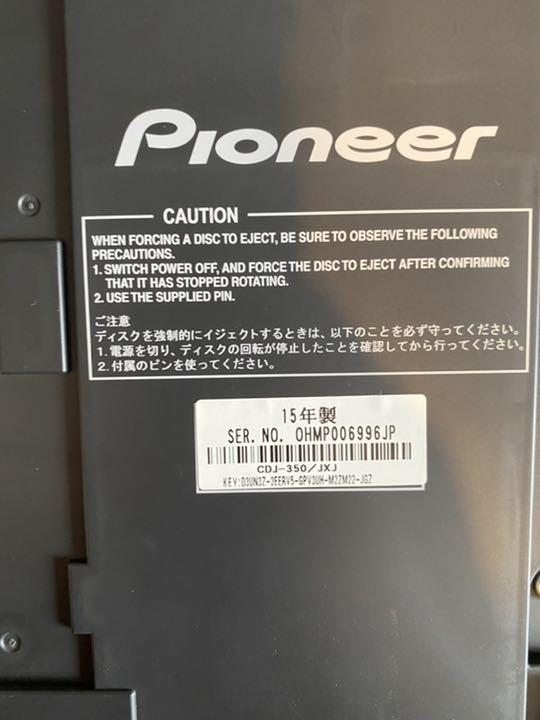 Pioneer
CAUTION
WHEN FORCING A DISC TO EJECT, BE SURE TO OBSERVE THE FOLLOWING
PRECAUTIONS.
1. SWITCH POWER OFF, AND FORCE THE DISC TO EJECT AFTER CONFIRMING
THAT IT HAS STOPPED ROTATING.
2. USE THE SUPPLIED PIN.
ご注意
ディスクを強制的にイジェクトするときは、以下のことを必ず守ってください。
1. 電源を切り、ディスクの回転が停止したことを確認してから行ってください。
2. 付属のピンを使ってください。
15年製
SER. NO. OHMP006996JP
CDJ-350/JXJ
KEY:D3UN3Z-2EERV5-GPV3UH-M2ZM22-JGZ